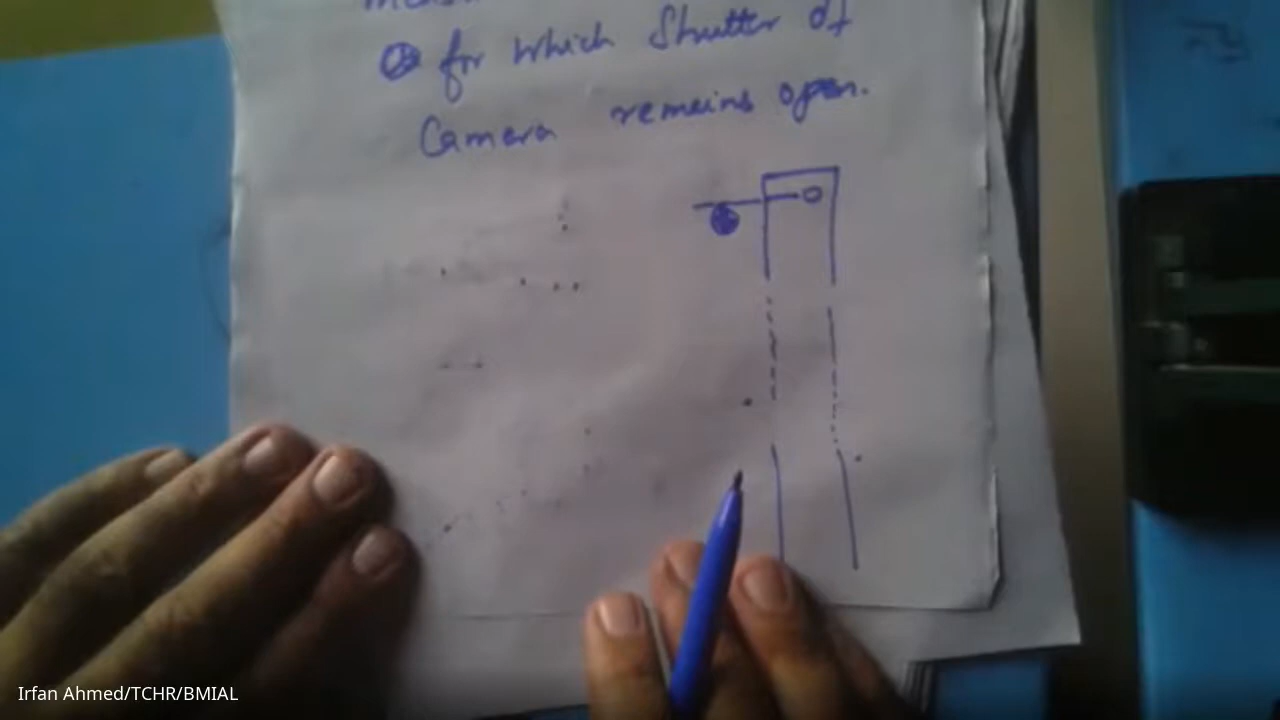 for which Shutter of
Camera remains open.
Irfan Ahmed/TCHR/BMIAL